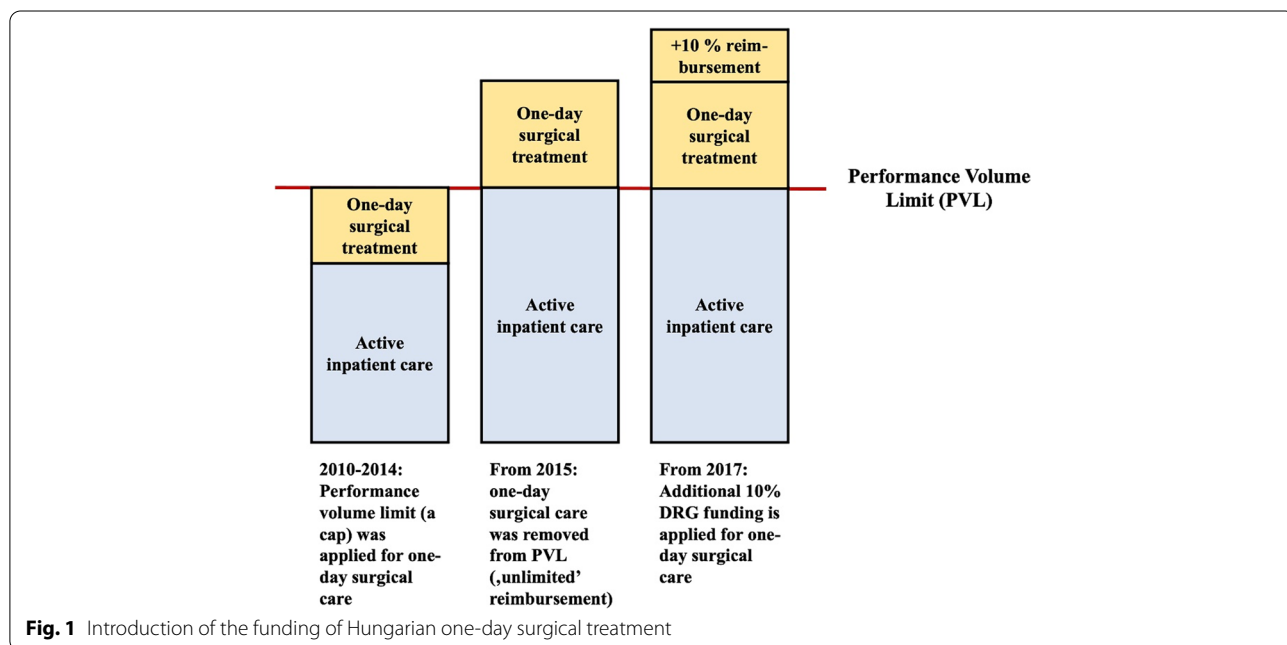 +10 % reim-
bursement
One-day
surgical
treatment
One-day
surgical
treatment
Performance Volume
Limit (PVL)
One-day
surgical
treatment
Active
inpatient care
Active
inpatient care
Active
inpatient care
2010-2014:
Performance
volume limit (a
cap) was
applied for one-
day surgical
care
From 2015:
one-day
surgical care
was removed
from PVL
(‚unlimited’
reimbursement)
From 2017:
Additional 10%
DRG funding is
applied for one-
day surgical
care
Fig. 1 Introduction of the funding of Hungarian one-day surgical treatment